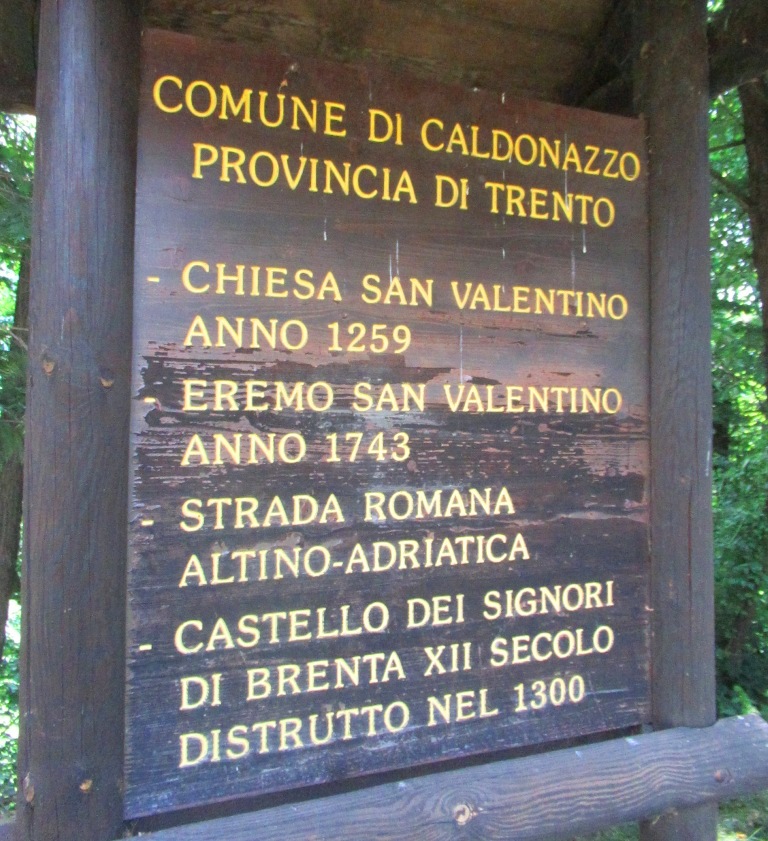 COMUNE DI CALDONAZZO
PROVINCIA DI TRENTO
- CHIESA SAN VALENTINO
ANNO 1259
- EREMO SAN VALENTINO
ANNO 1743
- STRADA ROMANA
ALTINO-ADRIATICA
- CASTELLO DEI SIGNORI
DI BRENTA XII SECOLO
DISTRUTTO NEL 1300